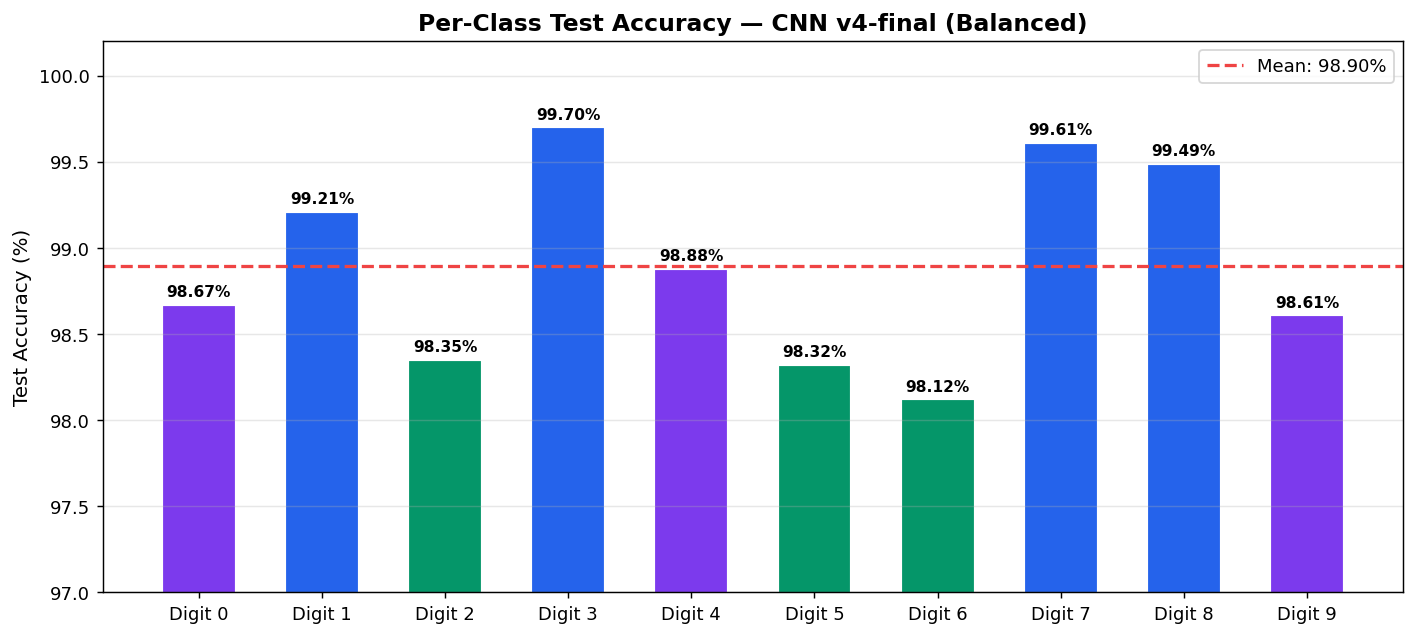 Per-Class Test Accuracy — CNN v4-final (Balanced)
Mean: 98.90%
Test Accuracy (%)
100.0
99.5
99.0
98.5
98.0
97.5
97.0
98.67%
99.21%
98.35%
99.70%
98.88%
98.32%
98.12%
99.61%
99.49%
98.61%
Digit 0
Digit 1
Digit 2
Digit 3
Digit 4
Digit 5
Digit 6
Digit 7
Digit 8
Digit 9